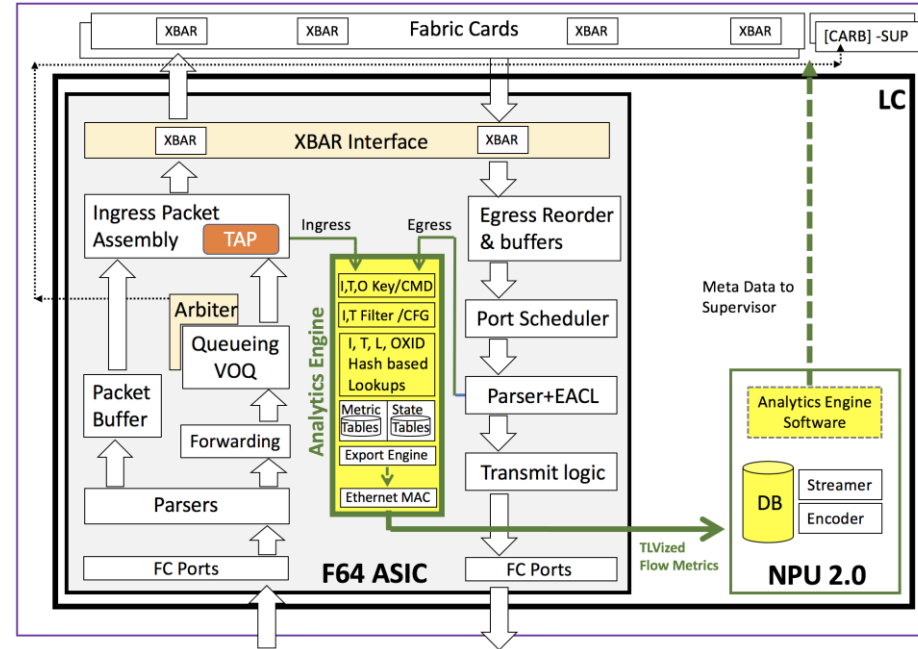 XBAR
XBAR
Fabric Cards
XBAR
XBAR
[CARB] -SUP
LC
XBAR
XBAR Interface
XBAR
Ingress Packet
Assembly
TAP
Ingress
Egress
Egress Reorder
& buffers
Analytics Engine
I,T,O Key/CMD
I,T Filter /CFG
I, T, L, OXID
Hash based
Lookups
Metric
Tables
State
Tables
Export Engine
Ethernet MAC
Arbiter
Queueing
VOQ
Port Scheduler
Packet
Buffer
Parser+EACL
Forwarding
Transmit logic
Parsers
FC Ports
F64 ASIC
FC Ports
Meta Data to
Supervisor
Analytics Engine
Software
DB
Streamer
Encoder
NPU 2.0
TLVized
Flow Metrics